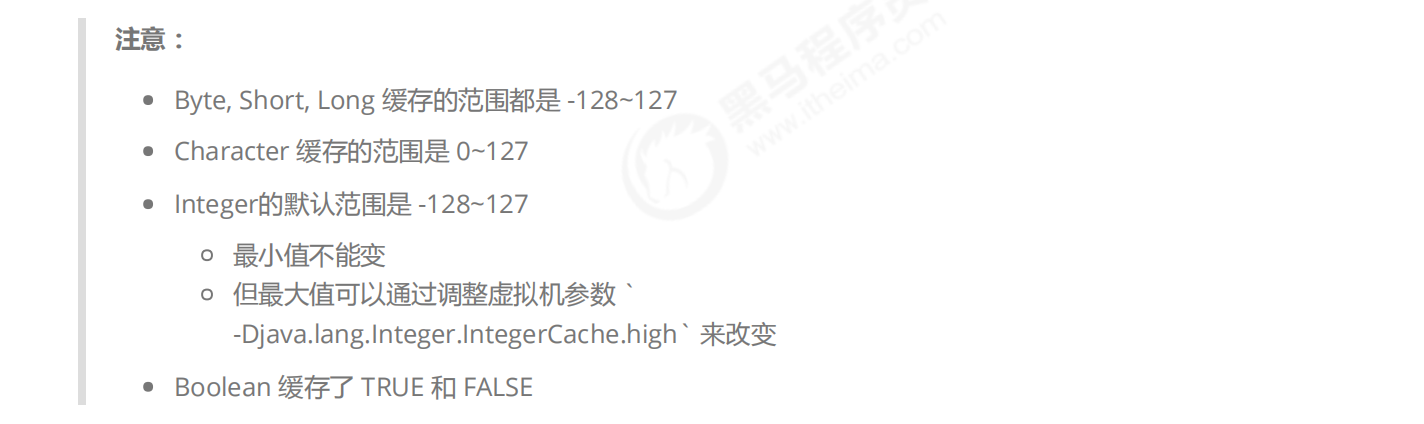 注意：
Byte, Short, Long 缓存的范围都是 -128~127
Character 缓存的范围是 0~127
Integer的默认范围是 -128~127
最小值不能变
但最大值可以通过调整虚拟机参数 `
-Djava.lang.Integer.IntegerCache.high` 来改变
Boolean 缓存了 TRUE 和 FALSE
黑马程序员
www.itheima.com